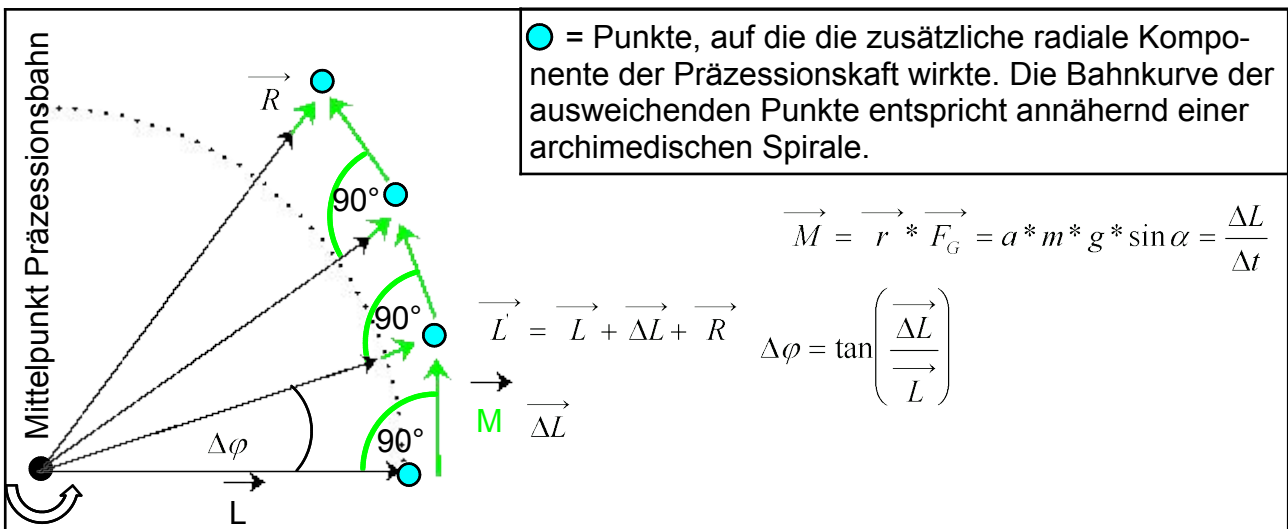 = Punkte, auf die die zusätzliche radiale Kompo-
nente der Präzessionskaft wirkte. Die Bahnkurve der
ausweichenden Punkte entspricht annähernd einer
archimedischen Spirale.
Mittelpunkt Präzessionsbahn
R
90°
M = r * F_G = a * m * g * sin α = ΔL / Δt
90°
L' = L + ΔL + R
Δφ = tan(ΔL / L)
M ΔL
90°
Δφ
L